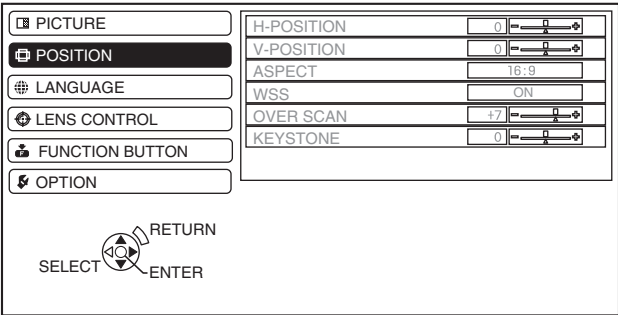 PICTURE
POSITION
LANGUAGE
LENS CONTROL
FUNCTION BUTTON
OPTION
H-POSITION 0
V-POSITION 0
ASPECT 16:9
WSS ON
OVER SCAN +7
KEYSTONE 0
RETURN
SELECT
ENTER